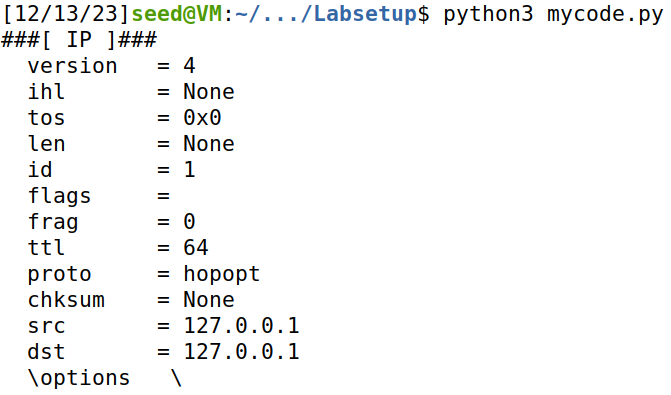 [12/13/23]seed@VM:~/.../Labsetup$ python3 mycode.py
###[ IP ]###
  version   = 4
  ihl       = None
  tos       = 0x0
  len       = None
  id        = 1
  flags     =
  frag      = 0
  ttl       = 64
  proto     = hopopt
  chksum    = None
  src       = 127.0.0.1
  dst       = 127.0.0.1
  \options   \